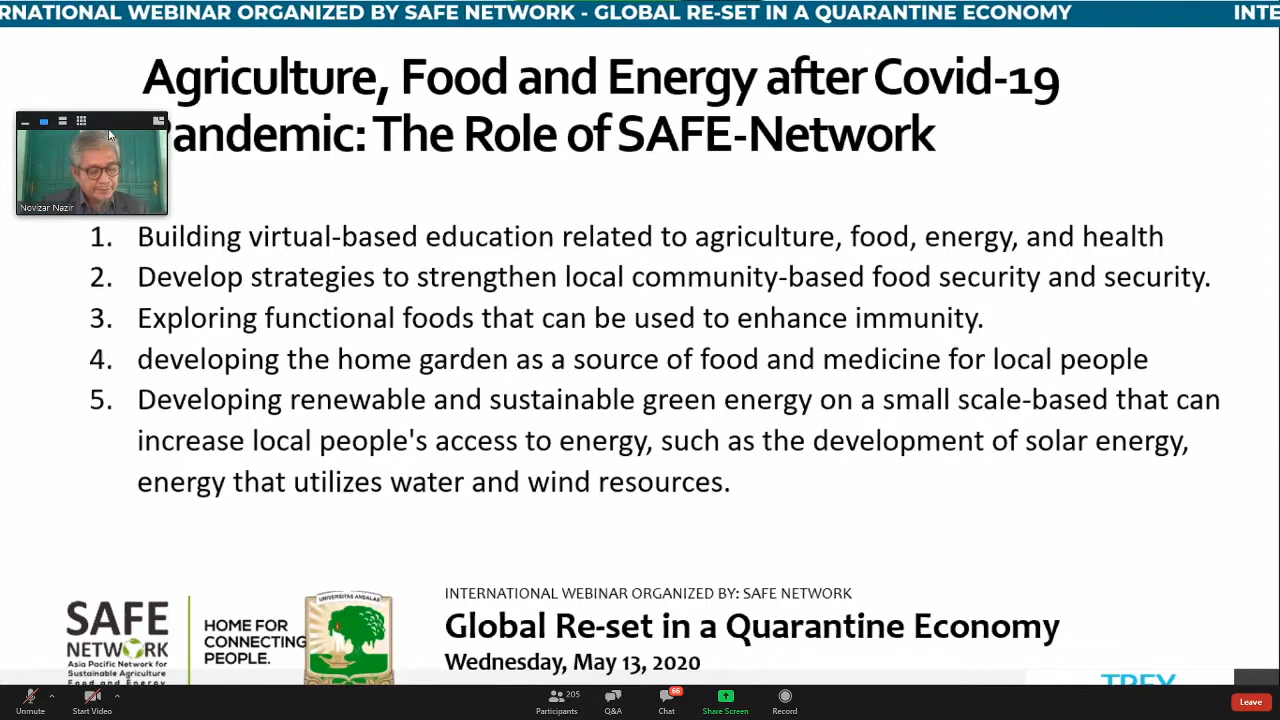 RNATIONAL WEBINAR ORGANIZED BY SAFE NETWORK - GLOBAL RE-SET IN A QUARANTINE ECONOMY INTE
Agriculture, Food and Energy after Covid-19
andemic: The Role of SAFE-Network
Novizar Nazir
1. Building virtual-based education related to agriculture, food, energy, and health
2. Develop strategies to strengthen local community-based food security and security.
3. Exploring functional foods that can be used to enhance immunity.
4. developing the home garden as a source of food and medicine for local people
5. Developing renewable and sustainable green energy on a small scale-based that can
increase local people's access to energy, such as the development of solar energy,
energy that utilizes water and wind resources.
SAFE
NETWORK
Asia Pacific Network for
Sustainable Agriculture
Food and Energy
HOME FOR
CONNECTING
PEOPLE.
UNIVERSITAS ANDALAS
INTERNATIONAL WEBINAR ORGANIZED BY: SAFE NETWORK
Global Re-set in a Quarantine Economy
Wednesday, May 13, 2020
Unmute
Start Video
205
Participants
Q&A
66
Chat
Share Screen
Record
Leave